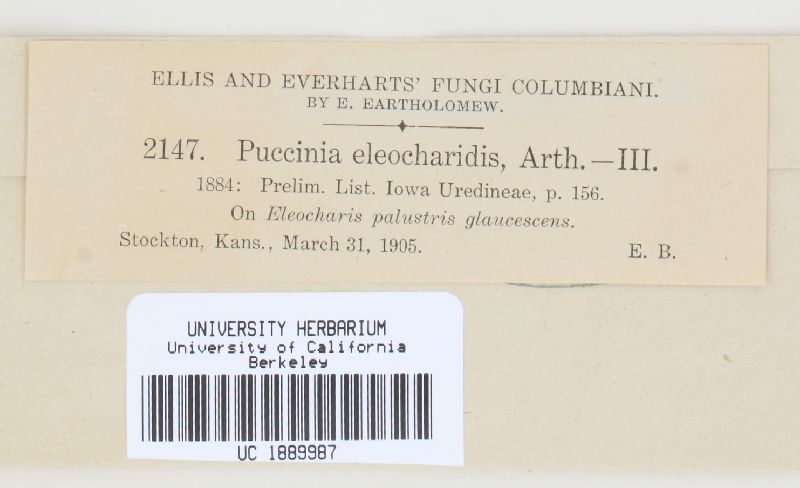 ELLIS AND EVERHARTS' FUNGI COLUMBIANI.
BY E. EARTHOLOMEW.
2147. Puccinia eleocharidis, Arth.—III.
1884: Prelim. List. Iowa Uredineae, p. 156.
On Eleocharis palustris glaucescens.
Stockton, Kans., March 31, 1905. E. B.
UNIVERSITY HERBARIUM
University of California
Berkeley
UC 1889987